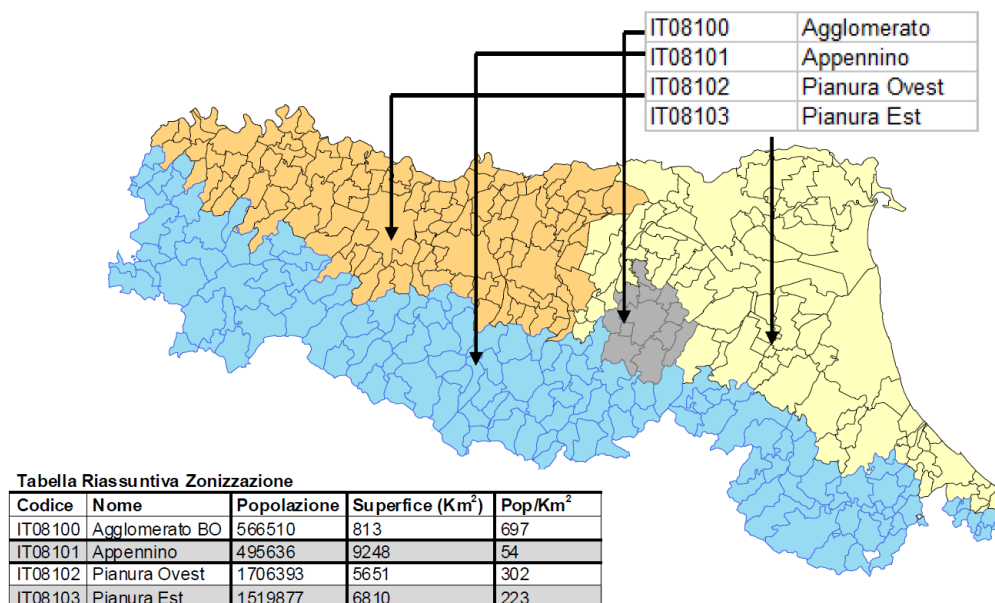 IT08100 Agglomerato
IT08101 Appennino
IT08102 Pianura Ovest
IT08103 Pianura Est
Tabella Riassuntiva Zonizzazione
Codice Nome Popolazione Superfice (Km²) Pop/Km²
IT08100 Agglomerato BO 566510 813 697
IT08101 Appennino 495636 9248 54
IT08102 Pianura Ovest 1706393 5651 302
IT08103 Pianura Est 1519877 6810 223